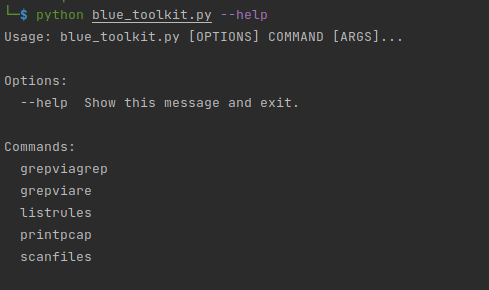 └─$ python blue_toolkit.py --help
Usage: blue_toolkit.py [OPTIONS] COMMAND [ARGS]...
Options:
--help  Show this message and exit.
Commands:
grepviagrep
grepviare
listrules
printpcap
scanfiles